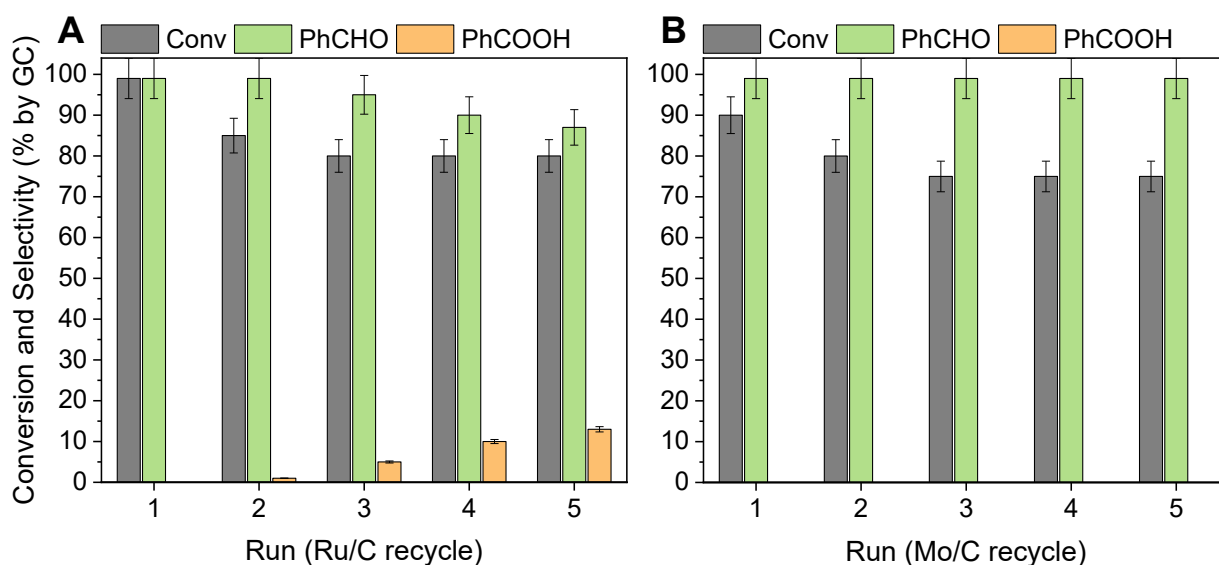 A
Conv PhCHO PhCOOH
Conversion and Selectivity (% by GC)
100
90
80
70
60
50
40
30
20
10
0
1 2 3 4 5
Run (Ru/C recycle)
B
Conv PhCHO PhCOOH
100
90
80
70
60
50
40
30
20
10
0
1 2 3 4 5
Run (Mo/C recycle)